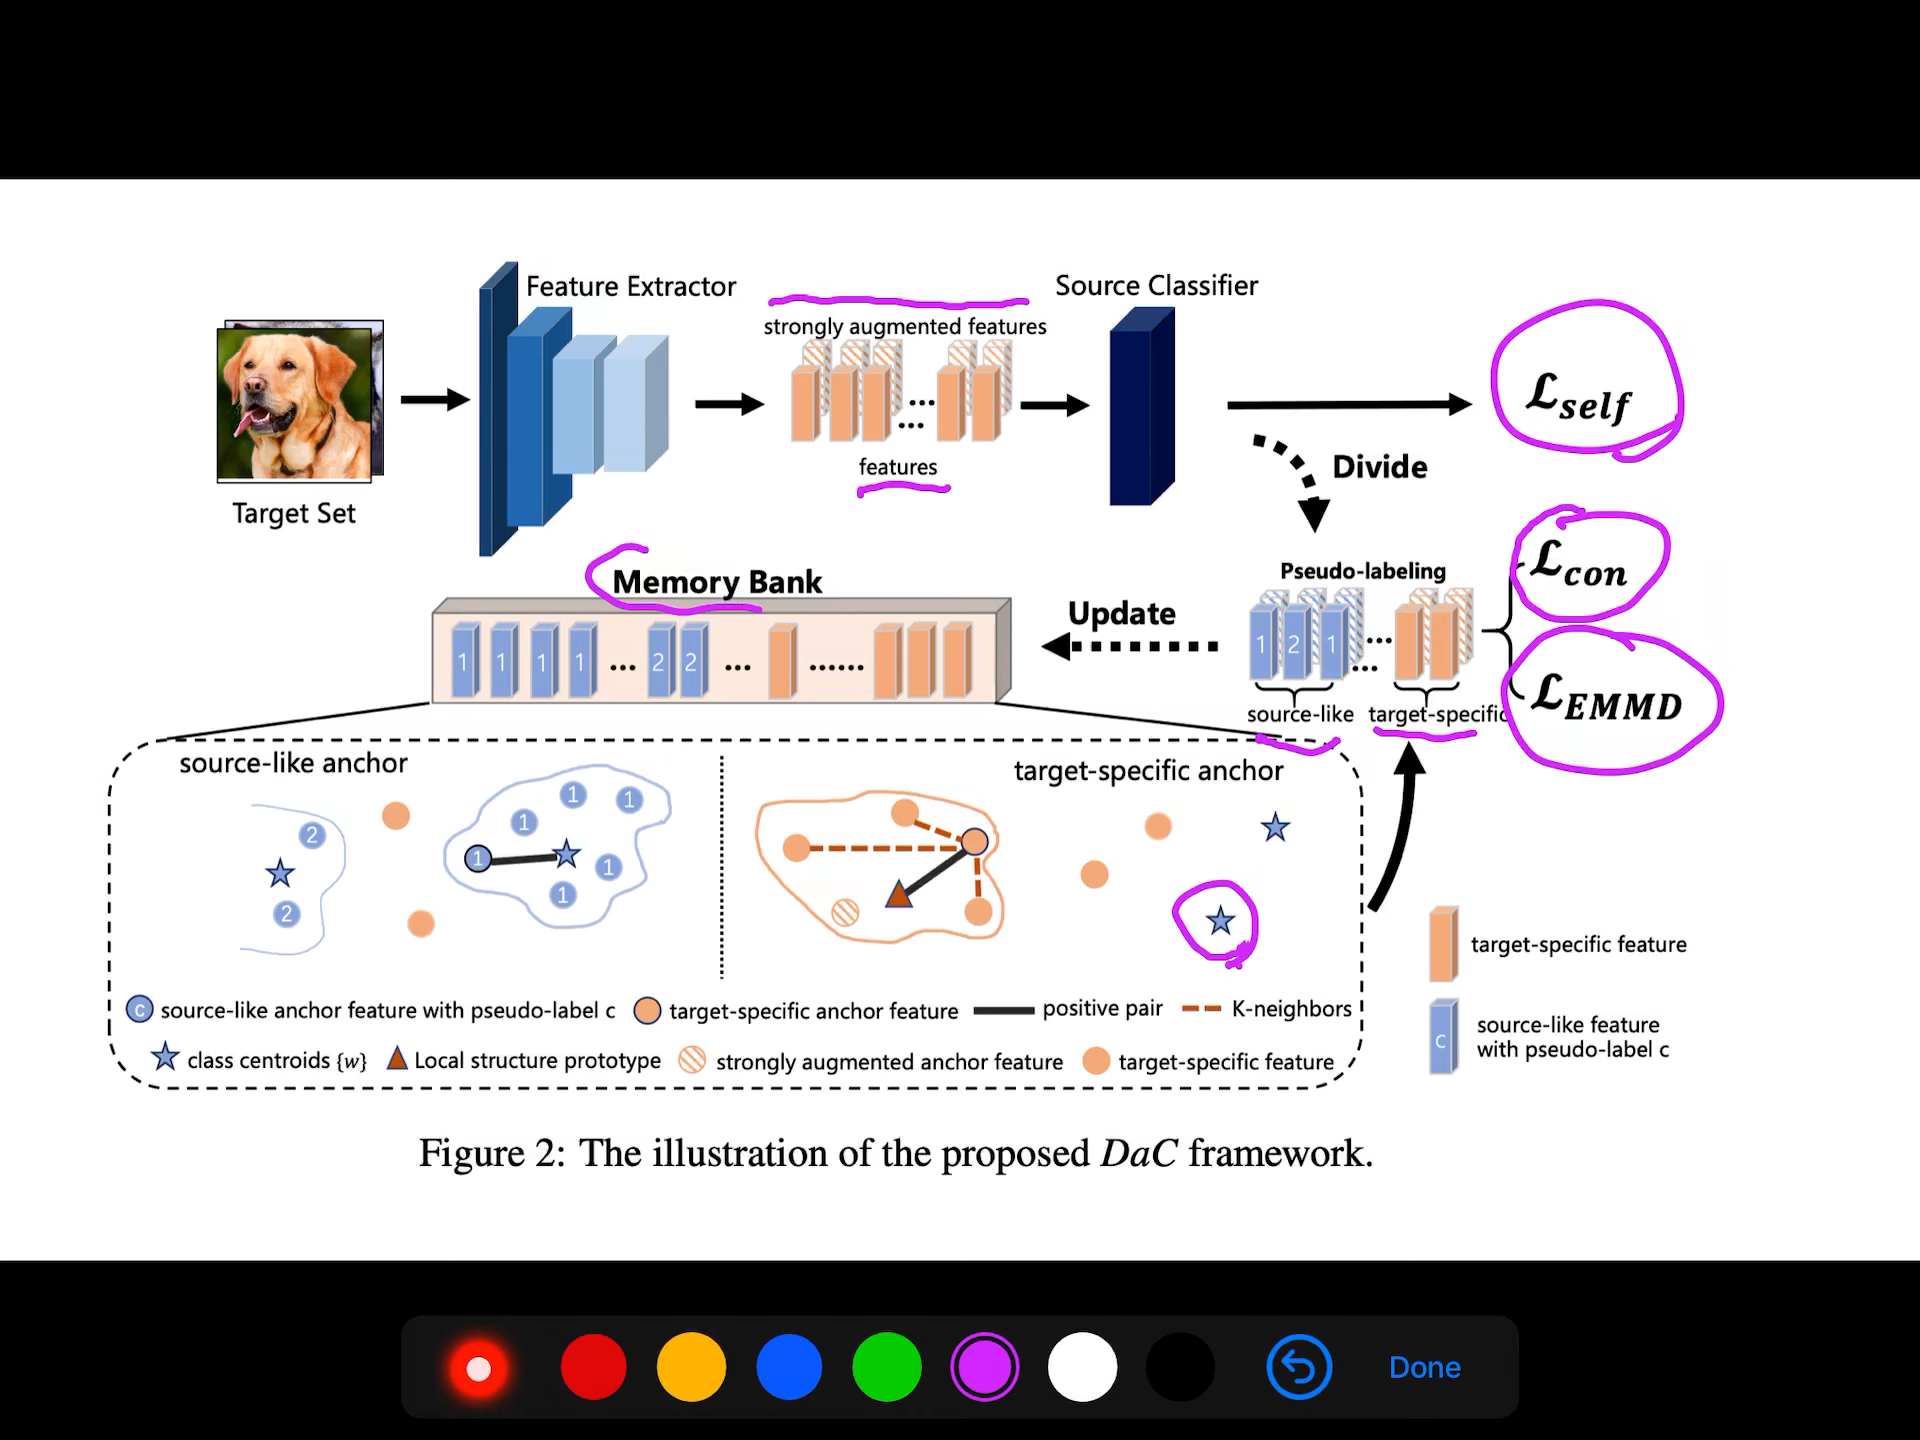 Feature Extractor
strongly augmented features
Source Classifier
ℒself
features
Divide
Target Set
Memory Bank
Update
Pseudo-labeling
ℒcon
ℒEMMD
1 1 1 1 ... 2 2 ... ......
1 2 1 ...
source-like target-specific
source-like anchor
target-specific anchor
2
2
1
1
1
1
1
1
target-specific feature
c source-like anchor feature with pseudo-label c
target-specific anchor feature
positive pair
K-neighbors
class centroids {w}
Local structure prototype
strongly augmented anchor feature
target-specific feature
C source-like feature
with pseudo-label c
Figure 2: The illustration of the proposed DaC framework.
Done